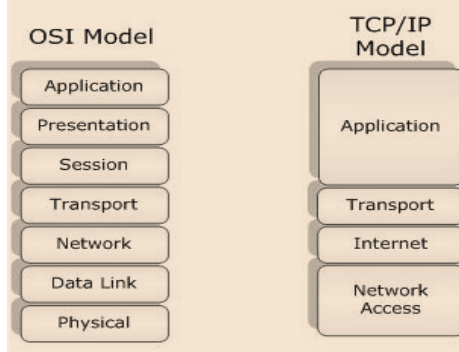 OSI Model
Application
Presentation
Session
Transport
Network
Data Link
Physical
TCP/IP
Model
Application
Transport
Internet
Network
Access